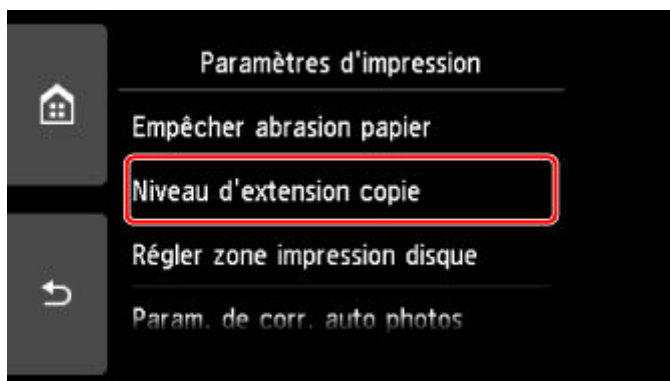 Paramètres d'impression
Empêcher abrasion papier
Niveau d'extension copie
Régler zone impression disque
Param. de corr. auto photos